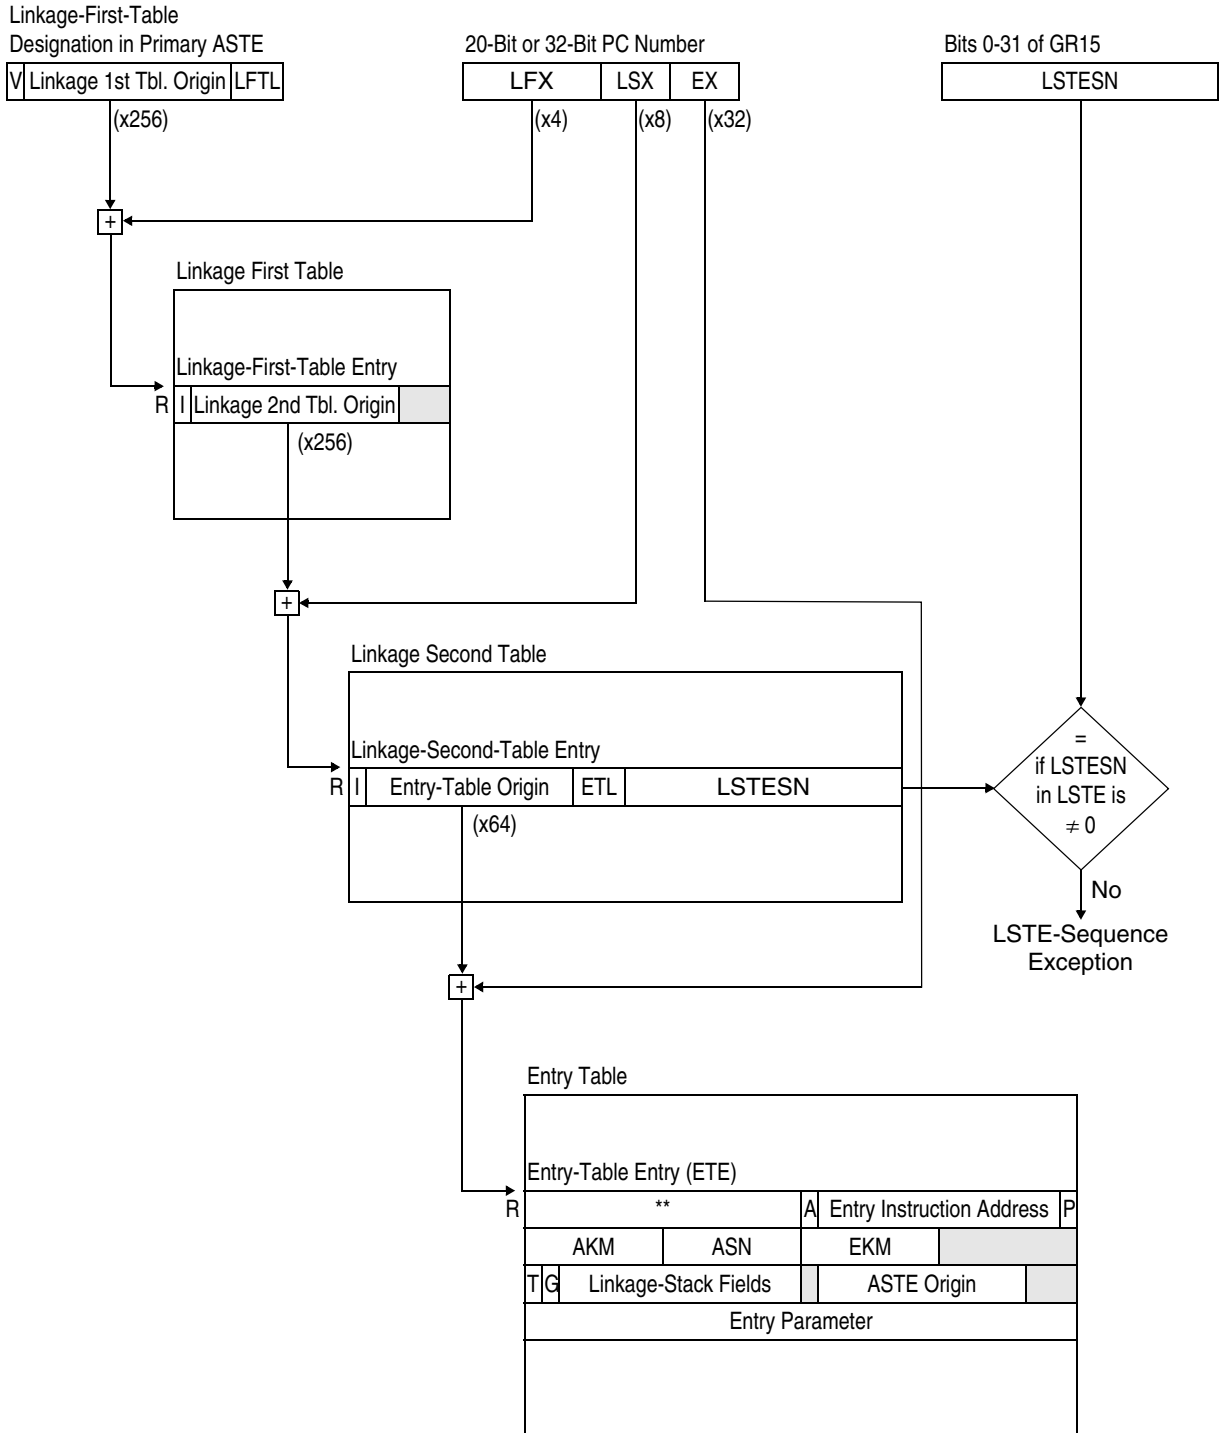 Linkage-First-Table
Designation in Primary ASTE
20-Bit or 32-Bit PC Number
Bits 0-31 of GR15
V Linkage 1st Tbl. Origin LFTL
LFX LSX EX
LSTESN
(x256)
(x4)
(x8)
(x32)
+
Linkage First Table
Linkage-First-Table Entry
R I Linkage 2nd Tbl. Origin
(x256)
+
Linkage Second Table
Linkage-Second-Table Entry
R I Entry-Table Origin ETL LSTESN
(x64)
=
if LSTESN
in LSTE is
≠ 0
No
LSTE-Sequence
Exception
+
Entry Table
Entry-Table Entry (ETE)
R ** A Entry Instruction Address P
AKM ASN EKM
T G Linkage-Stack Fields ASTE Origin
Entry Parameter